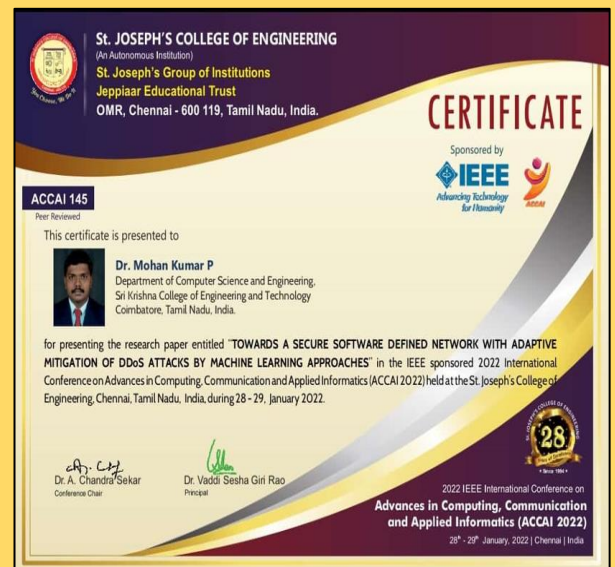 St. JOSEPH'S COLLEGE OF ENGINEERING
(An Autonomous Institution)
St. Joseph's Group of Institutions
Jeppiaar Educational Trust
OMR, Chennai - 600 119, Tamil Nadu, India.
CERTIFICATE
Sponsored by
IEEE
Advancing Technology
for Humanity
ACCAI
ACCAI 145
Peer Reviewed
This certificate is presented to
Dr. Mohan Kumar P
Department of Computer Science and Engineering,
Sri Krishna College of Engineering and Technology
Coimbatore, Tamil Nadu, India.
for presenting the research paper entitled "TOWARDS A SECURE SOFTWARE DEFINED NETWORK WITH ADAPTIVE
MITIGATION OF DDoS ATTACKS BY MACHINE LEARNING APPROACHES" in the IEEE sponsored 2022 International
Conference on Advances in Computing, Communication and Applied Informatics (ACCAI 2022) held at the St. Joseph's College of
Engineering, Chennai, Tamil Nadu, India, during 28 - 29, January 2022.
Dr. A. Chandra Sekar
Conference Chair
Dr. Vaddi Sesha Giri Rao
Principal
28
Since 1994
2022 IEEE International Conference on
Advances in Computing, Communication
and Applied Informatics (ACCAI 2022)
28th - 29th January, 2022 | Chennai | India